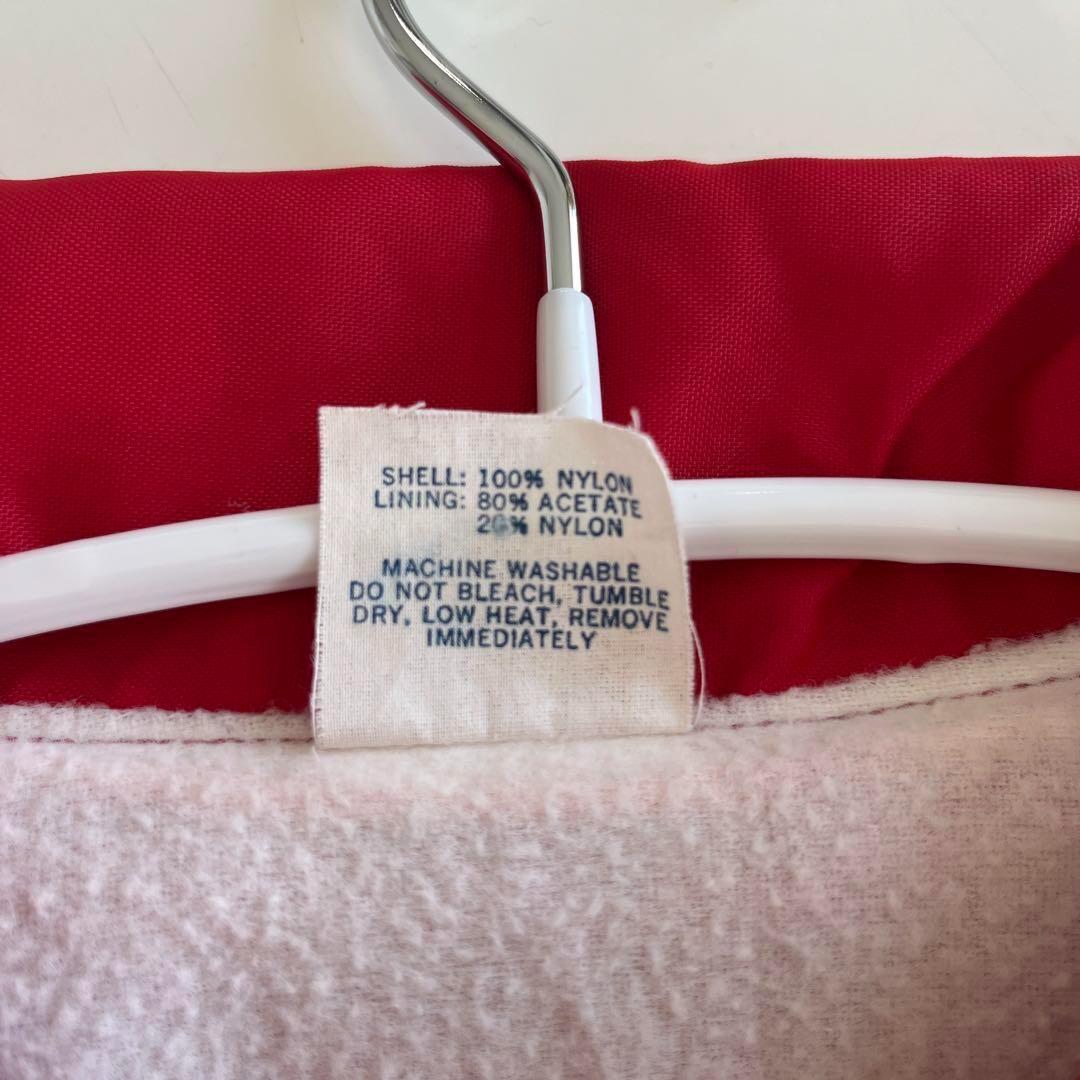 SHELL: 100% NYLON
LINING: 80% ACETATE
20% NYLON
MACHINE WASHABLE
DO NOT BLEACH, TUMBLE
DRY, LOW HEAT, REMOVE
IMMEDIATELY